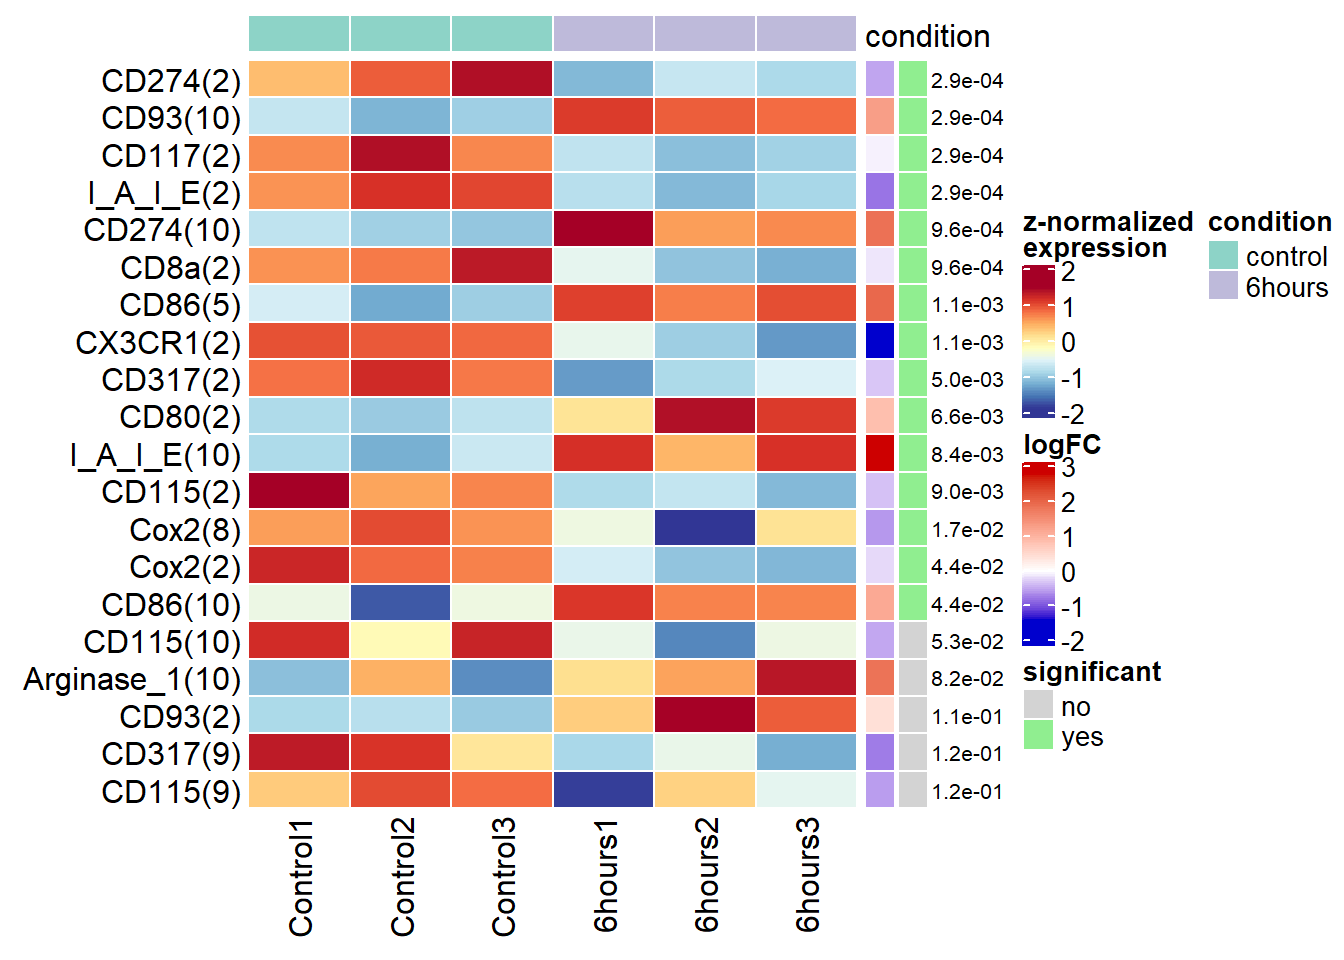 condition
CD274(2) 2.9e-04
CD93(10) 2.9e-04
CD117(2) 2.9e-04
I_A_I_E(2) 2.9e-04
CD274(10) 9.6e-04
CD8a(2) 9.6e-04
CD86(5) 1.1e-03
CX3CR1(2) 1.1e-03
CD317(2) 5.0e-03
CD80(2) 6.6e-03
I_A_I_E(10) 8.4e-03
CD115(2) 9.0e-03
Cox2(8) 1.7e-02
Cox2(2) 4.4e-02
CD86(10) 4.4e-02
CD115(10) 5.3e-02
Arginase_1(10) 8.2e-02
CD93(2) 1.1e-01
CD317(9) 1.2e-01
CD115(9) 1.2e-01
Control1
Control2
Control3
6hours1
6hours2
6hours3
z-normalized
expression
2
1
0
-1
-2
logFC
3
2
1
0
-1
-2
significant
no
yes
condition
control
6hours